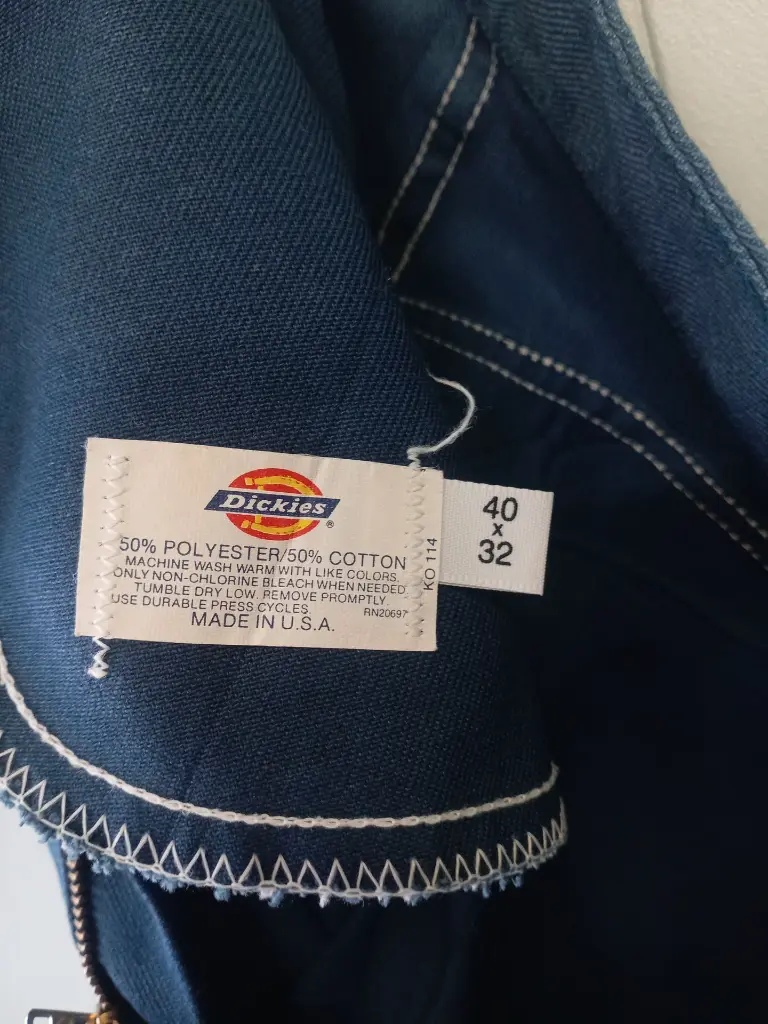 Dickies®
50% POLYESTER/50% COTTON
MACHINE WASH WARM WITH LIKE COLORS.
ONLY NON-CHLORINE BLEACH WHEN NEEDED.
TUMBLE DRY LOW. REMOVE PROMPTLY.
USE DURABLE PRESS CYCLES. RN20697
MADE IN U.S.A.
KO 114
40
x
32